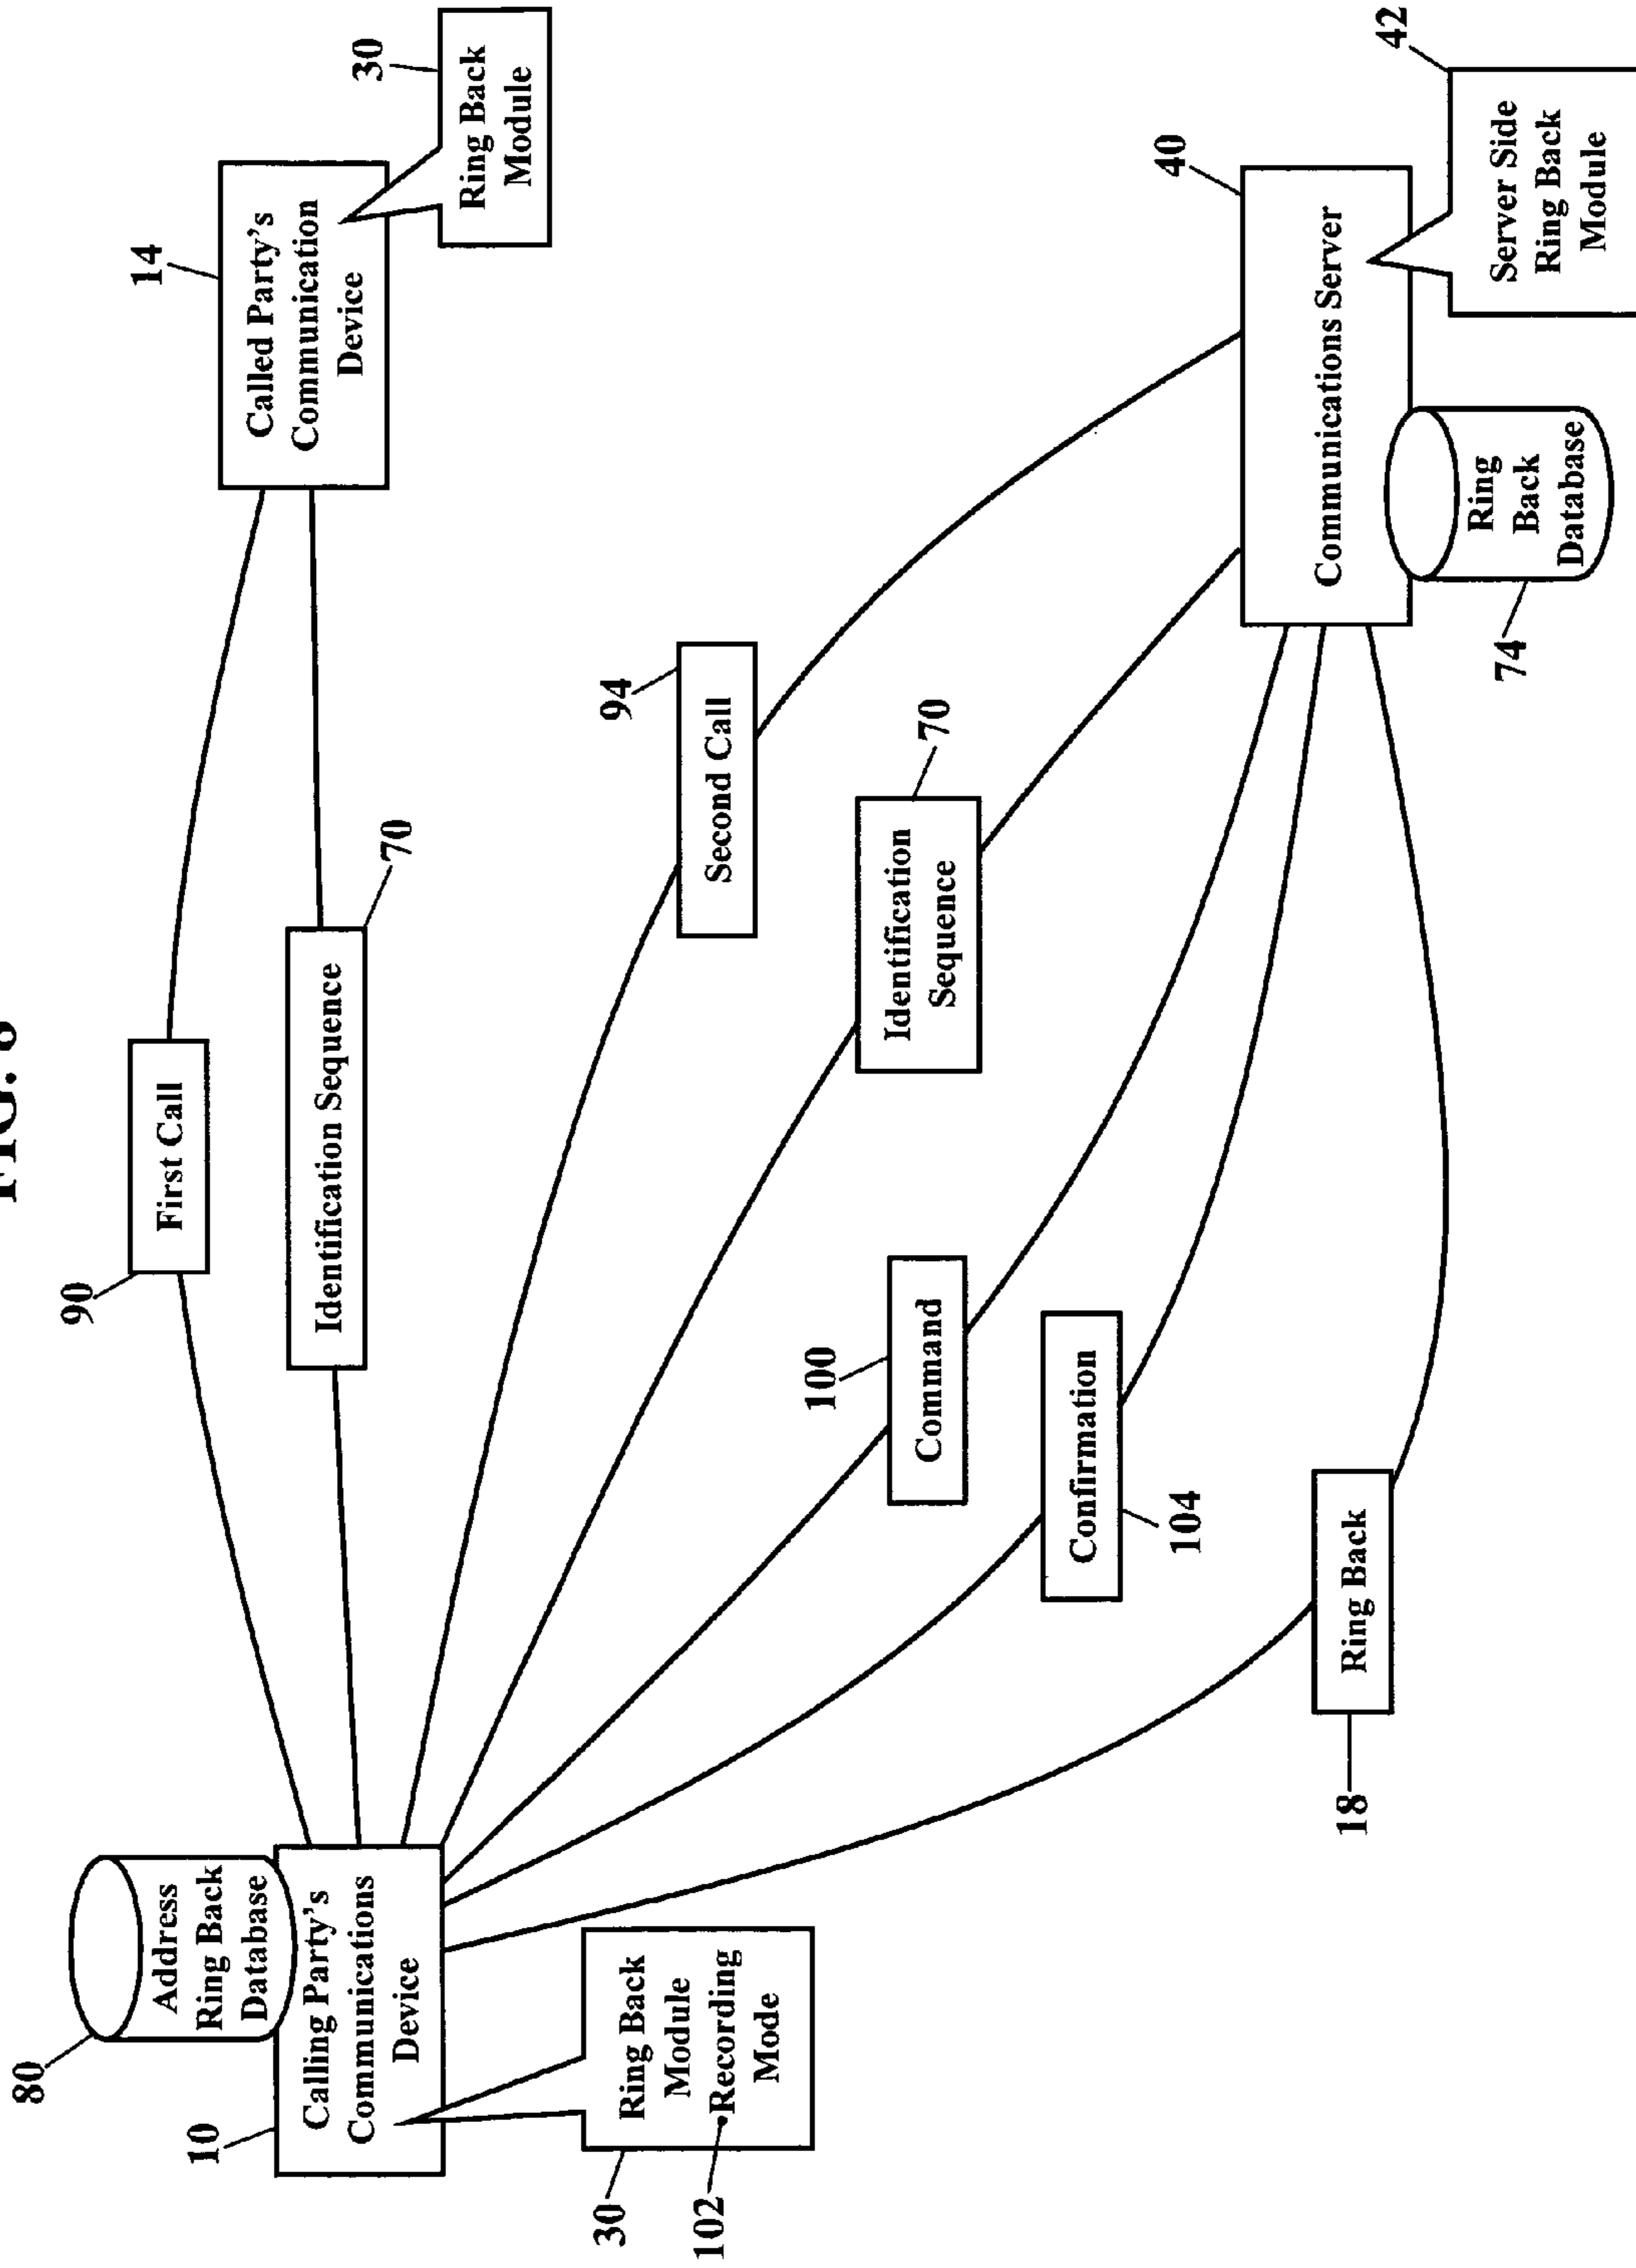 FIG.
80
Address
Ring Back
Database
10
Calling Party's
Communications
Device
30
Ring Back
Module
•Recording
Mode
102
90
First Call
Identification Sequence
70
14
Called Party's
Communication
Device
30
Ring Back
Module
94
Second Call
Identification
Sequence
70
100
Command
Confirmation
104
18
Ring Back
40
Communications Server
74
Ring
Back
Database
42
Server Side
Ring Back
Module